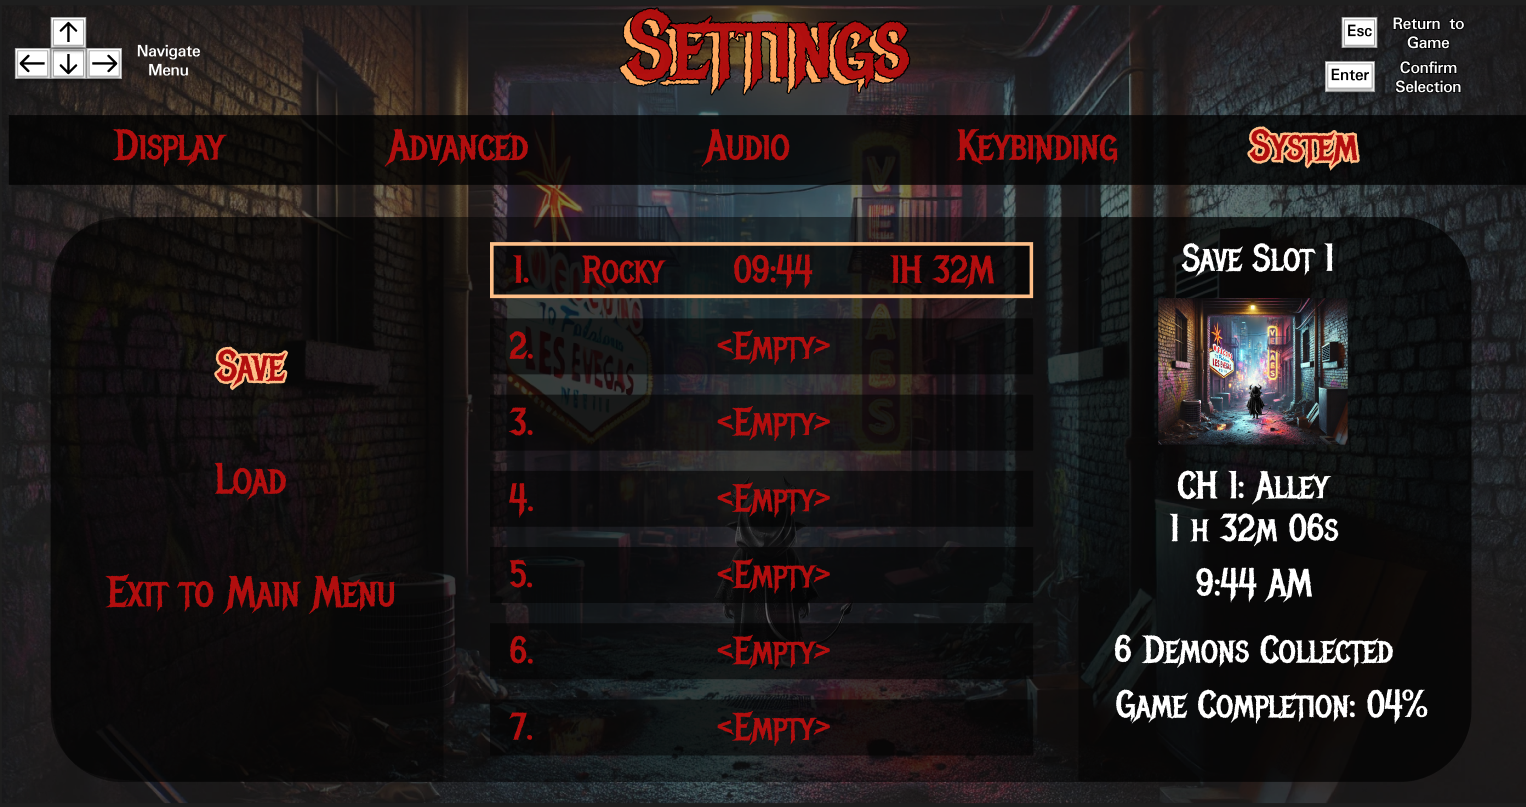 Settings
Navigate
Menu
Esc
Return to
Game
Enter
Confirm
Selection
Display
Advanced
Audio
Keybinding
System
Save
Load
Exit to Main Menu
1. Rocky 09:44 1H 32M
2. <Empty>
3. <Empty>
4. <Empty>
5. <Empty>
6. <Empty>
7. <Empty>
Save Slot 1
CH 1: Alley
1 h 32m 06s
9:44 AM
6 Demons Collected
Game Completion: 04%
LES EVEGAS